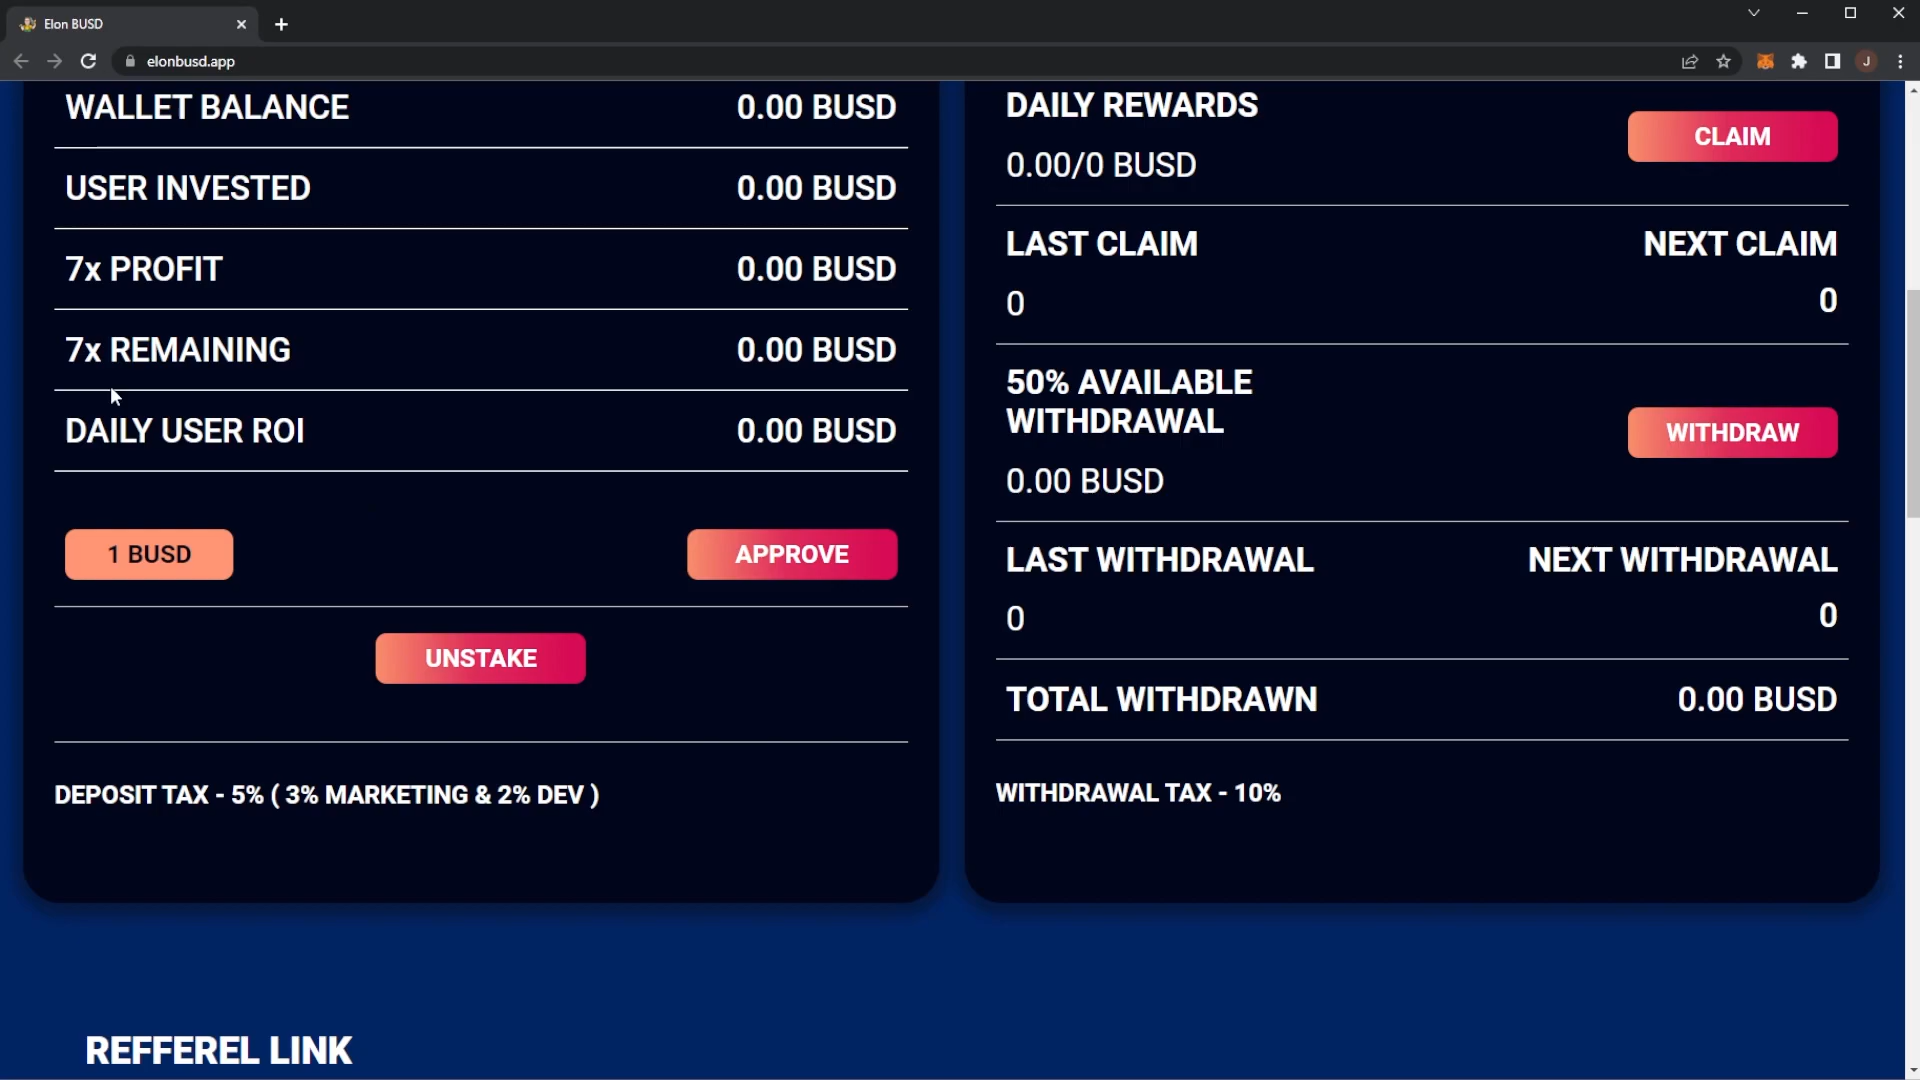 Elon BUSD
elonbusd.app
J
WALLET BALANCE 0.00 BUSD
USER INVESTED 0.00 BUSD
7x PROFIT 0.00 BUSD
7x REMAINING 0.00 BUSD
DAILY USER ROI 0.00 BUSD
1 BUSD APPROVE
UNSTAKE
DEPOSIT TAX - 5% ( 3% MARKETING & 2% DEV )
DAILY REWARDS
0.00/0 BUSD
CLAIM
LAST CLAIM NEXT CLAIM
0 0
50% AVAILABLE
WITHDRAWAL
0.00 BUSD
WITHDRAW
LAST WITHDRAWAL NEXT WITHDRAWAL
0 0
TOTAL WITHDRAWN 0.00 BUSD
WITHDRAWAL TAX - 10%
REFFEREL LINK